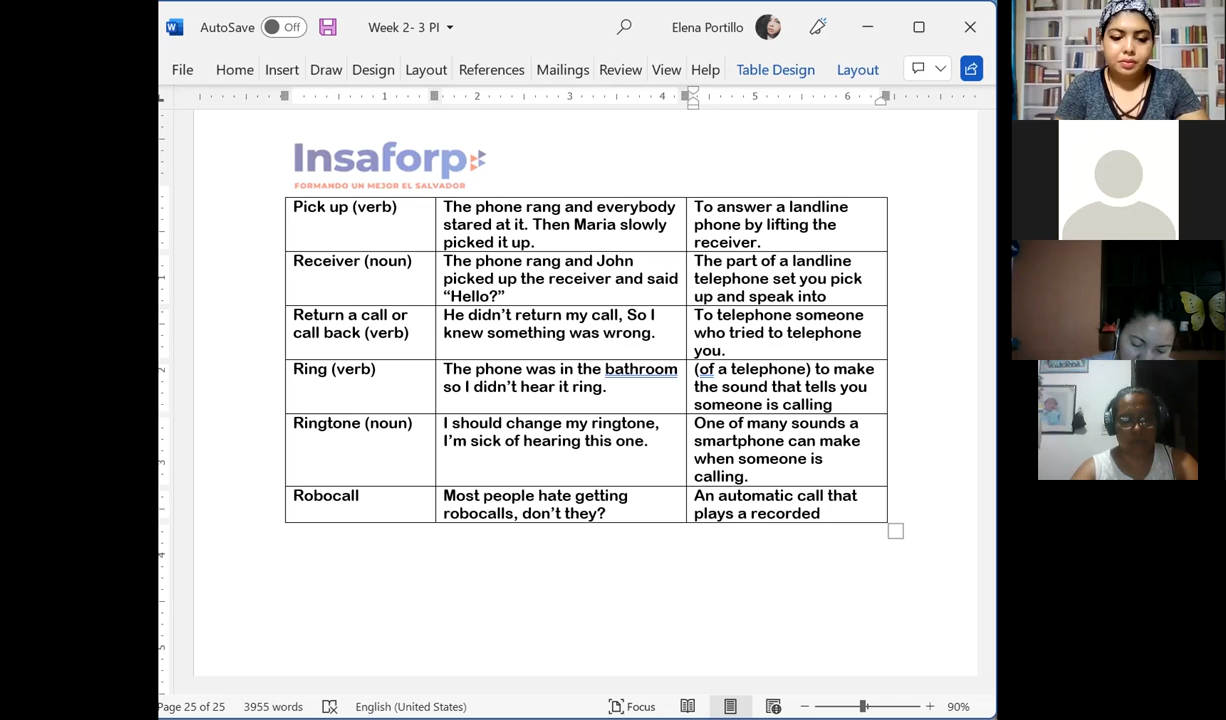 AutoSave Off Week 2- 3 PI Elena Portillo
File Home Insert Draw Design Layout References Mailings Review View Help Table Design Layout
1 2 3 4 5 6
Insaforp
FORMANDO UN MEJOR EL SALVADOR
Pick up (verb)
The phone rang and everybody
stared at it. Then Maria slowly
picked it up.
To answer a landline
phone by lifting the
receiver.
Receiver (noun)
The phone rang and John
picked up the receiver and said
“Hello?”
The part of a landline
telephone set you pick
up and speak into
Return a call or
call back (verb)
He didn’t return my call, So I
knew something was wrong.
To telephone someone
who tried to telephone
you.
Ring (verb)
The phone was in the bathroom
so I didn’t hear it ring.
(of a telephone) to make
the sound that tells you
someone is calling
Ringtone (noun)
I should change my ringtone,
I’m sick of hearing this one.
One of many sounds a
smartphone can make
when someone is
calling.
Robocall
Most people hate getting
robocalls, don’t they?
An automatic call that
plays a recorded
Page 25 of 25 3955 words English (United States) Focus 90%